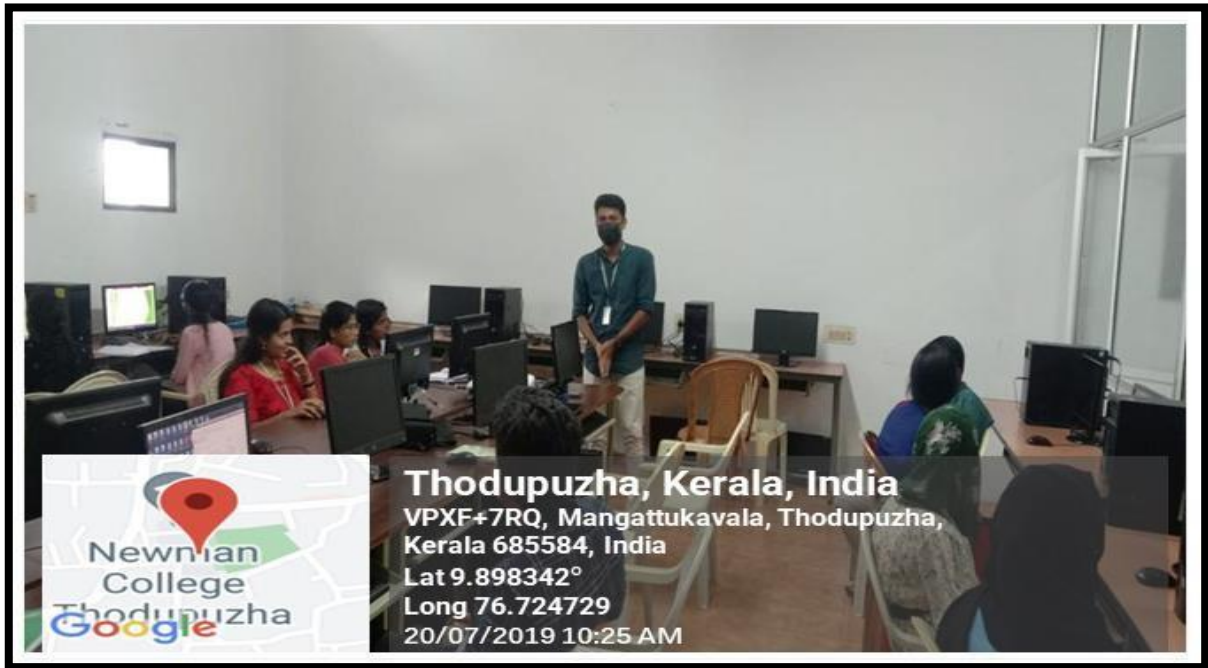 Thodupuzha, Kerala, India
VPXF+7RQ, Mangattukavala, Thodupuzha,
Kerala 685584, India
Lat 9.898342°
Long 76.724729
20/07/2019 10:25 AM
Newman
College
Thodupuzha
Google